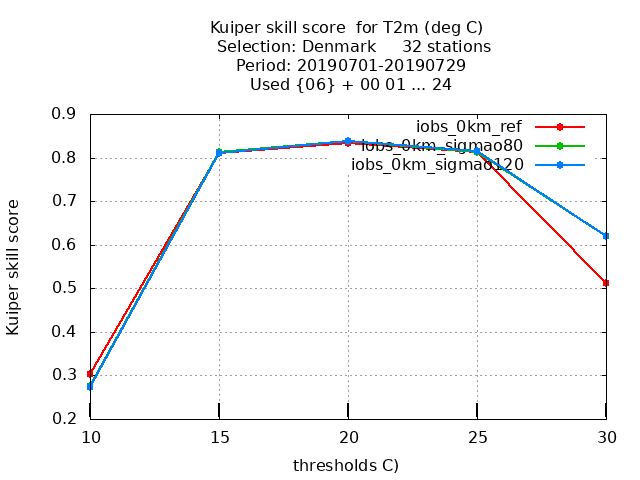 Kuiper skill score  for T2m (deg C)
Selection: Denmark     32 stations
Period: 20190701-20190729
Used {06} + 00 01 ... 24
iobs_0km_ref
iobs_0km_sigmao80
iobs_0km_sigmao120
Kuiper skill score
0.9
0.8
0.7
0.6
0.5
0.4
0.3
0.2
10 15 20 25 30
thresholds C)